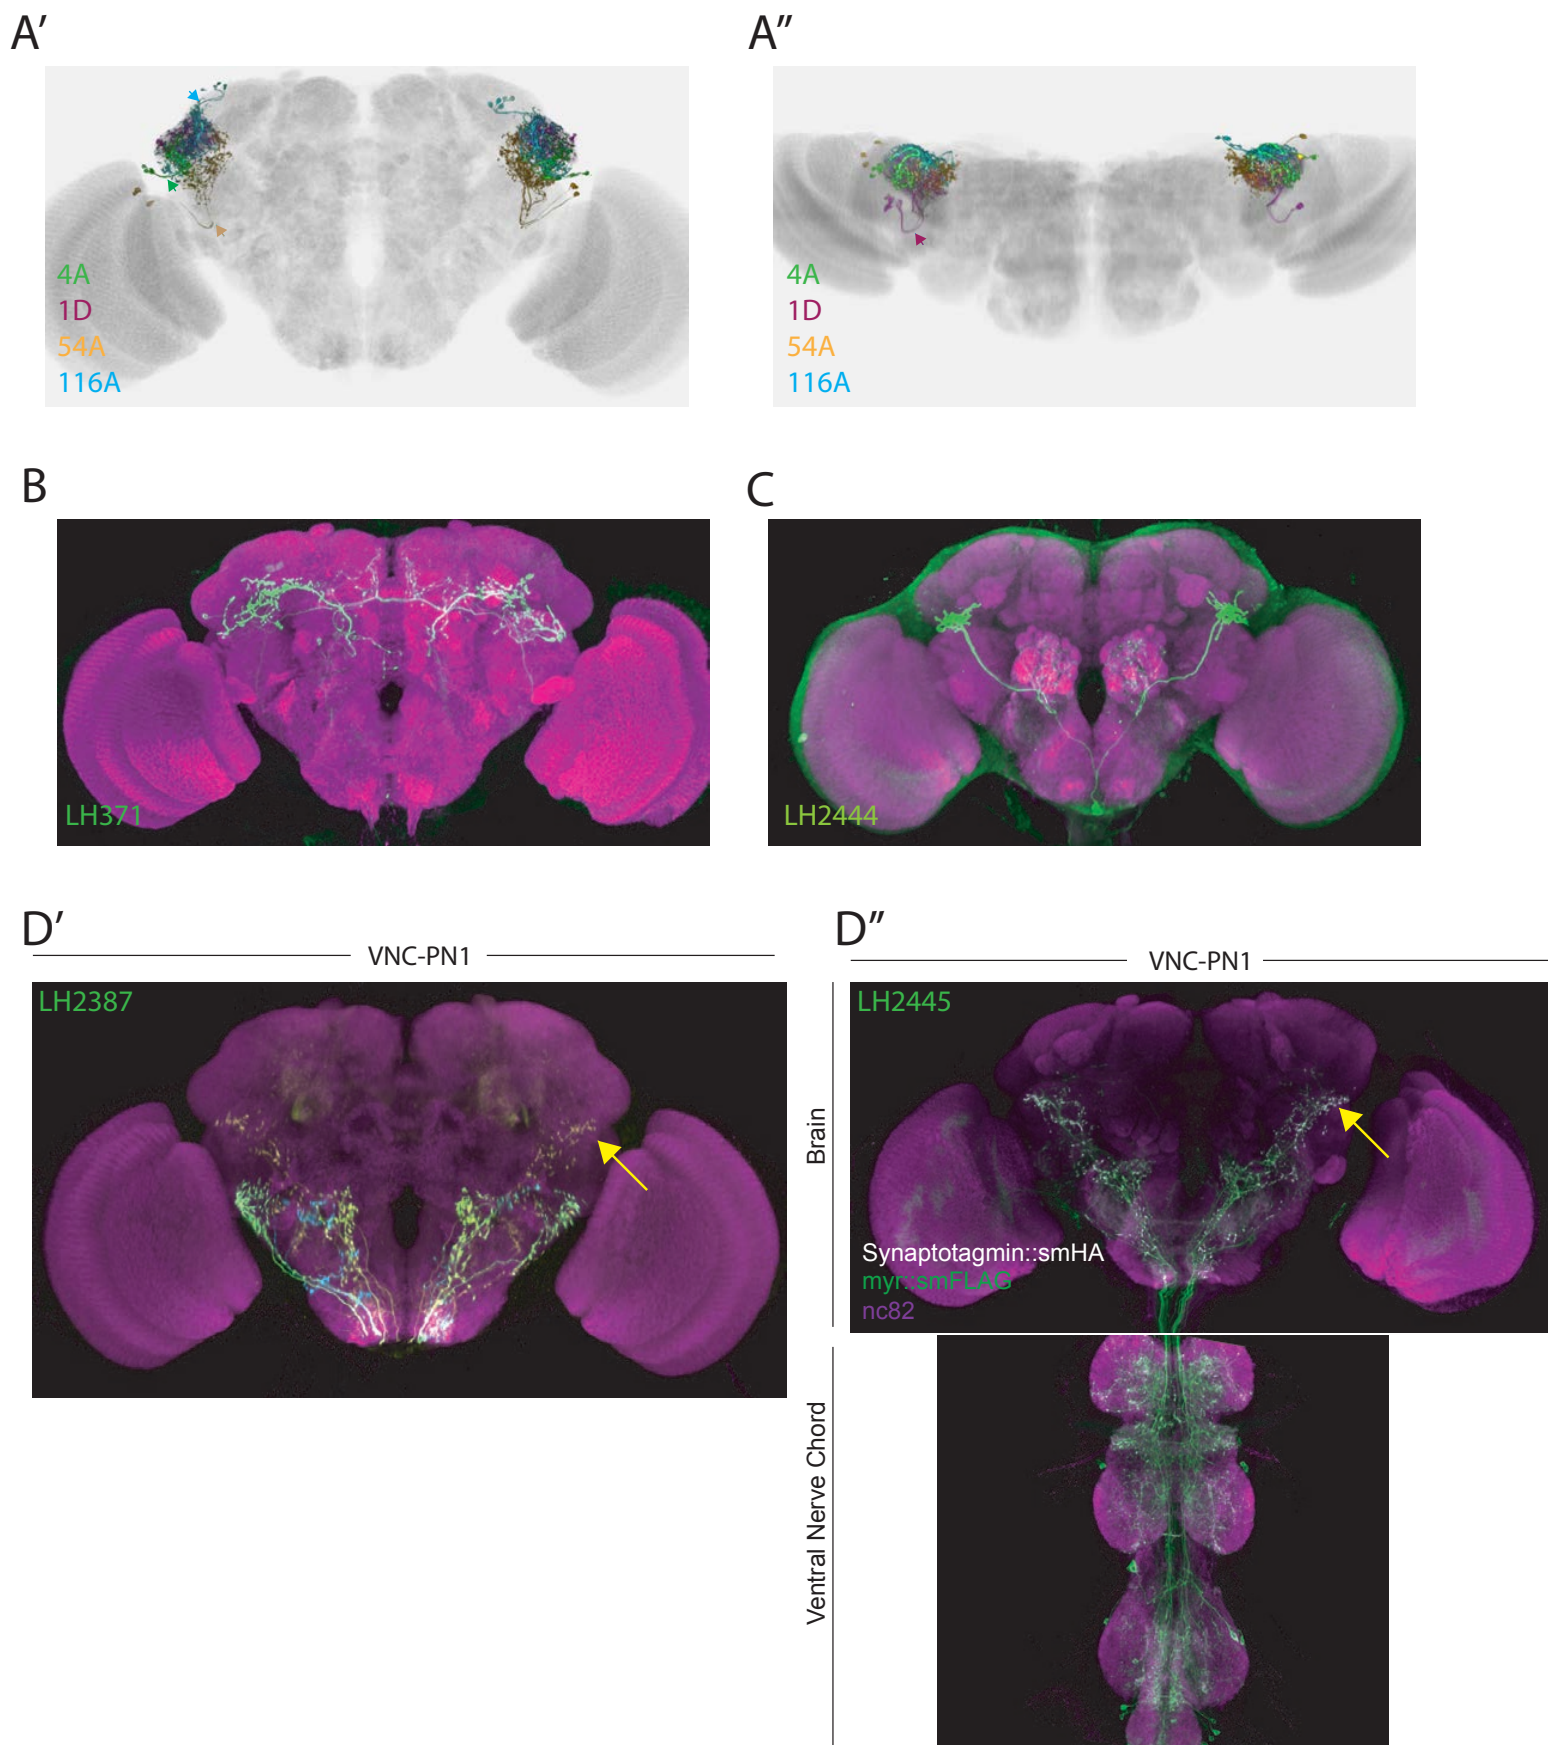 A′
A″
4A
1D
54A
116A
4A
1D
54A
116A
B
C
LH371
LH2444
D′
D″
VNC-PN1
VNC-PN1
LH2387
LH2445
Brain
Synaptotagmin::smHA
myr::smFLAG
nc82
Ventral Nerve Chord